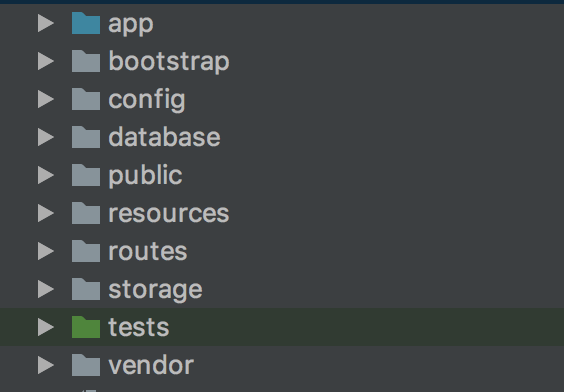 app
bootstrap
config
database
public
resources
routes
storage
tests
vendor